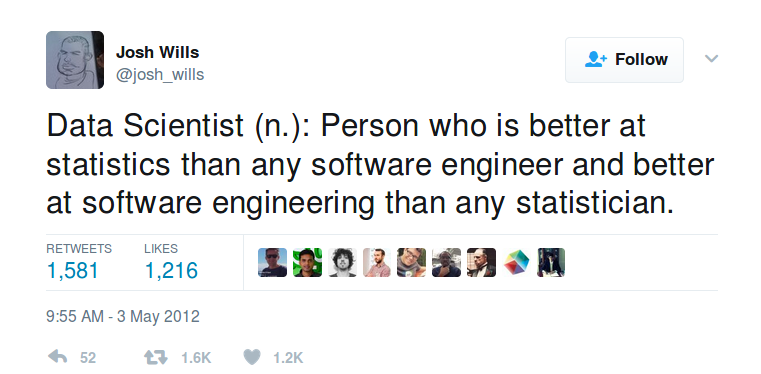 Josh Wills
@josh_wills
Follow
Data Scientist (n.): Person who is better at
statistics than any software engineer and better
at software engineering than any statistician.
RETWEETS LIKES
1,581 1,216
9:55 AM - 3 May 2012
52 1.6K 1.2K